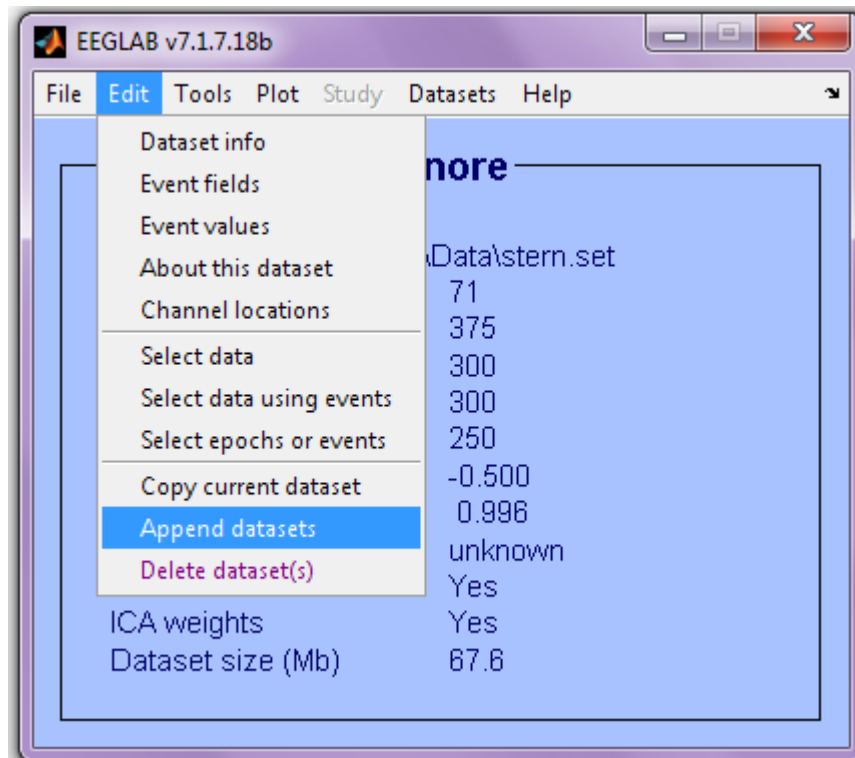 EEGLAB v7.1.7.18b
File Edit Tools Plot Study Datasets Help
Dataset info
Event fields
Event values
About this dataset
Channel locations
Select data
Select data using events
Select epochs or events
Copy current dataset
Append datasets
Delete dataset(s)
nore
\Data\stern.set
71
375
300
300
250
-0.500
0.996
unknown
Yes
ICA weights Yes
Dataset size (Mb) 67.6